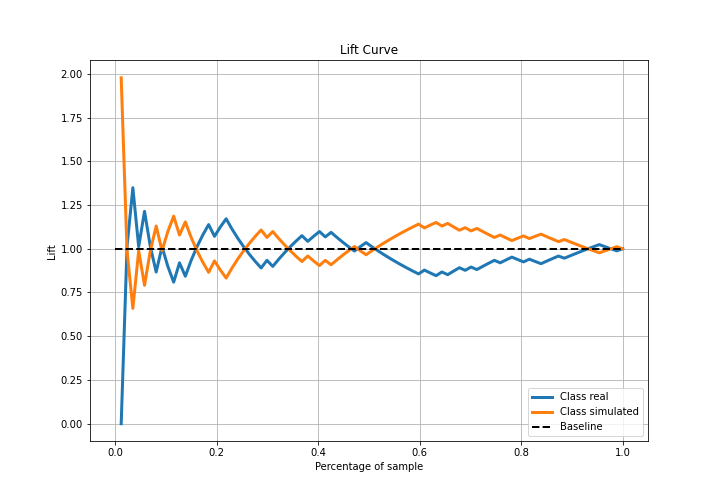 Lift Curve
2.00
1.75
1.50
1.25
1.00
0.75
0.50
0.25
0.00
Lift
0.0 0.2 0.4 0.6 0.8 1.0
Percentage of sample
Class real
Class simulated
Baseline